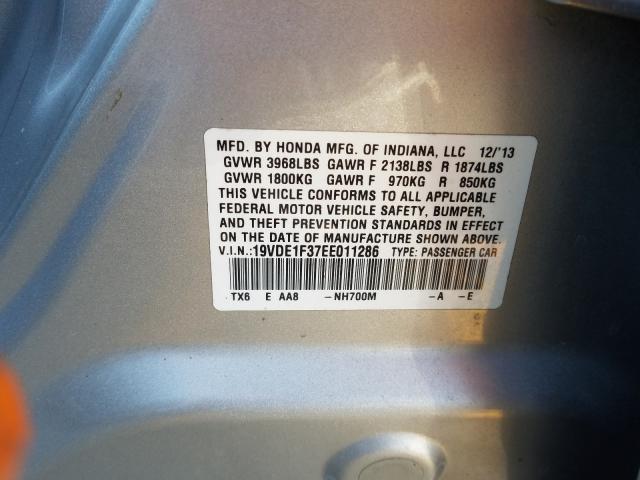 MFD. BY HONDA MFG. OF INDIANA, LLC 12/'13
GVWR 3968LBS GAWR F 2138LBS R 1874LBS
GVWR 1800KG GAWR F 970KG R 850KG
THIS VEHICLE CONFORMS TO ALL APPLICABLE
FEDERAL MOTOR VEHICLE SAFETY, BUMPER,
AND THEFT PREVENTION STANDARDS IN EFFECT
ON THE DATE OF MANUFACTURE SHOWN ABOVE.
V.I.N.:19VDE1F37EE011286 TYPE: PASSENGER CAR
TX6 E AA8 -NH700M -A -E